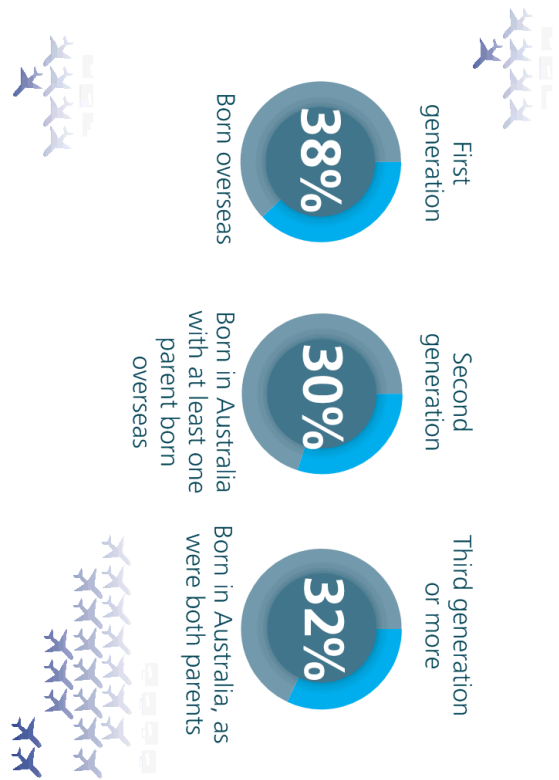 First
generation
38%
Born overseas
Second
generation
30%
Born in Australia
with at least one
parent born
overseas
Third generation
or more
32%
Born in Australia, as
were both parents